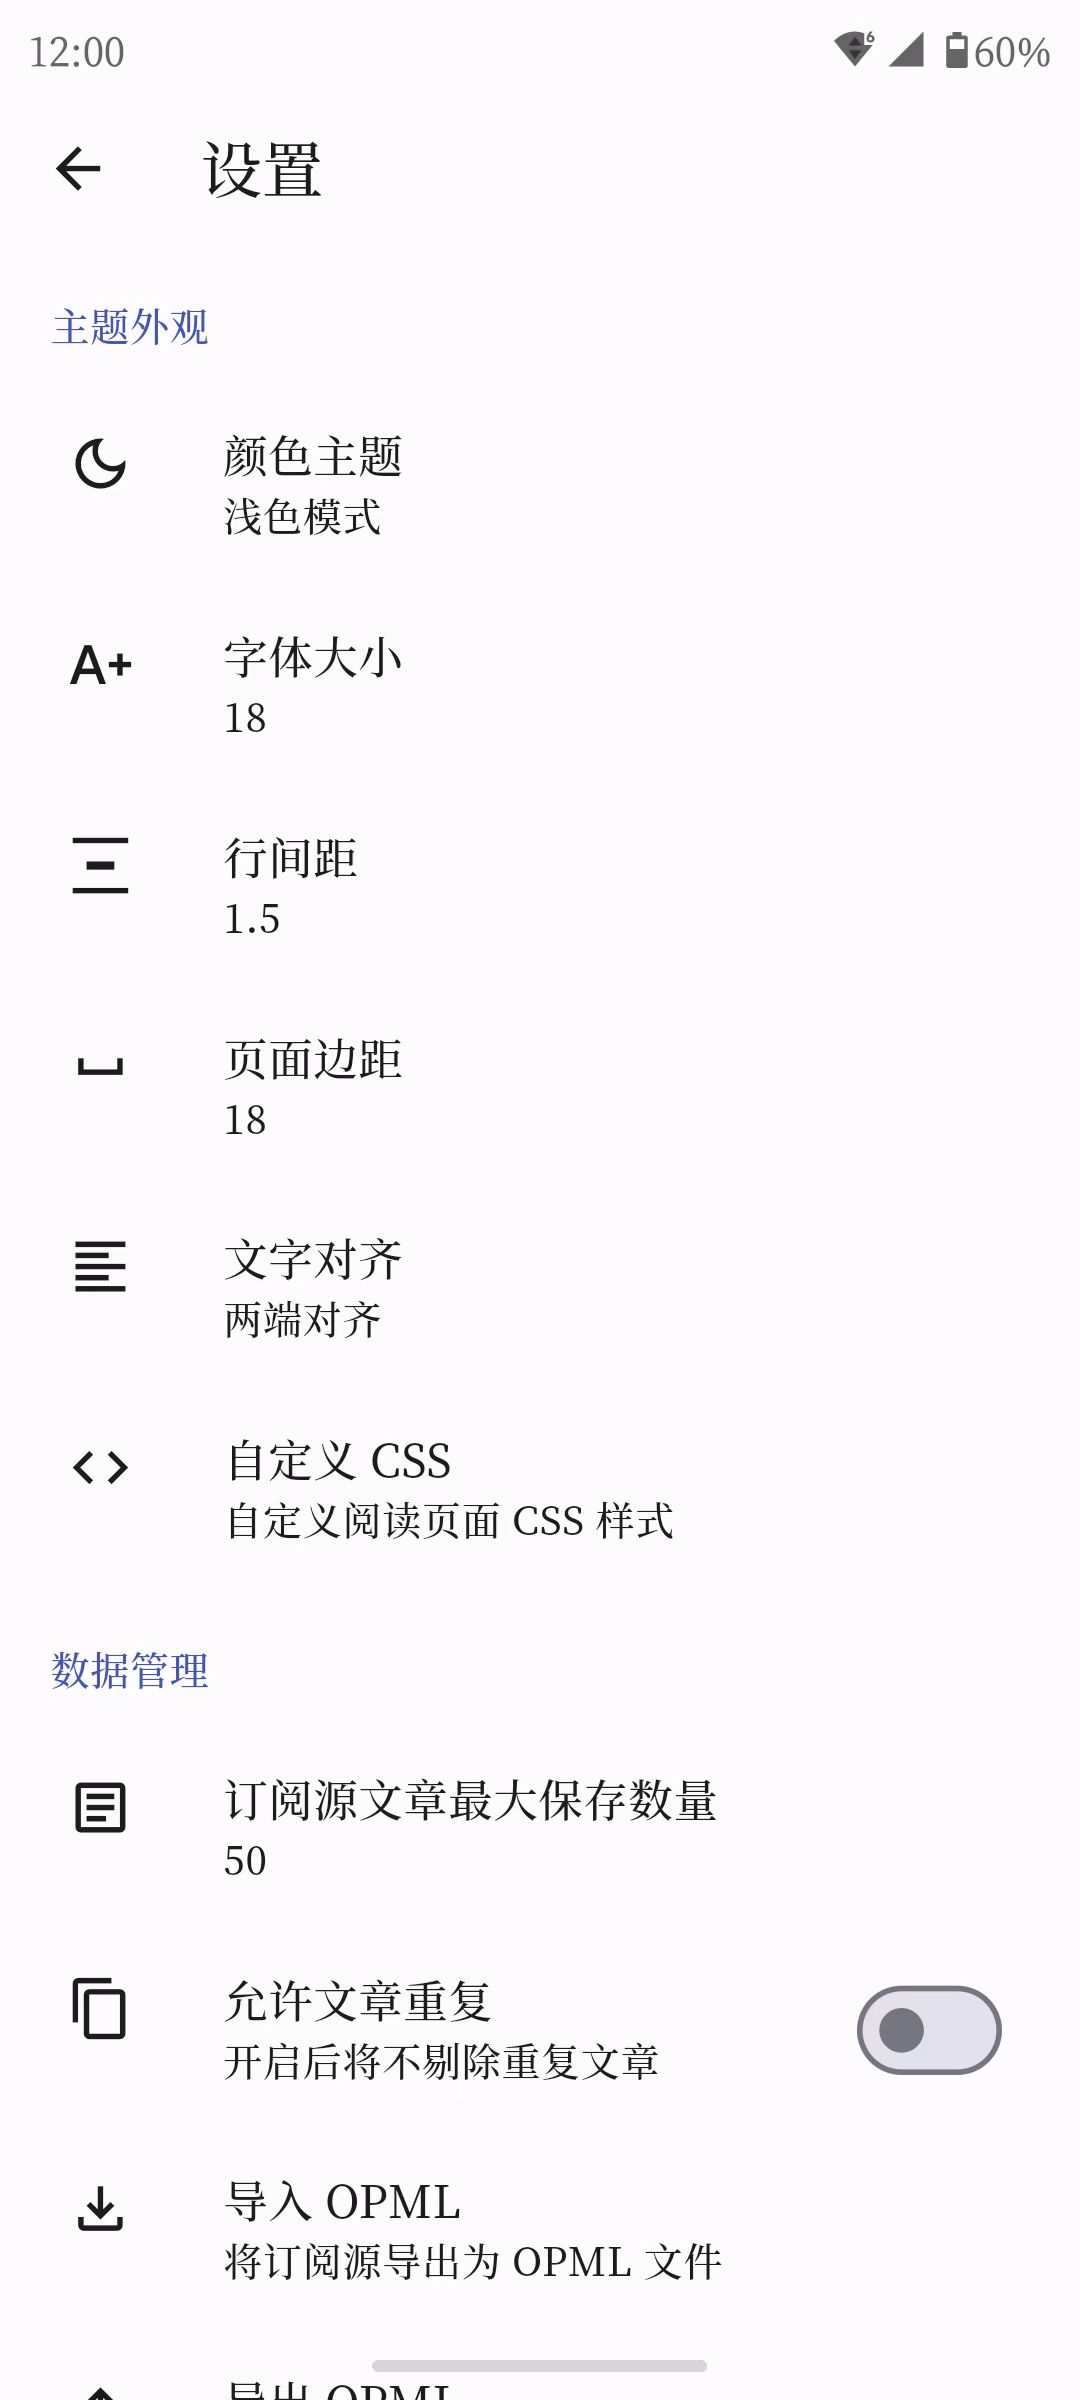 12:00
6
60%
设置
主题外观
颜色主题
浅色模式
A+
字体大小
18
行间距
1.5
页面边距
18
文字对齐
两端对齐
自定义 CSS
自定义阅读页面 CSS 样式
数据管理
订阅源文章最大保存数量
50
允许文章重复
开启后将不剔除重复文章
导入 OPML
将订阅源导出为 OPML 文件
导出 OPML